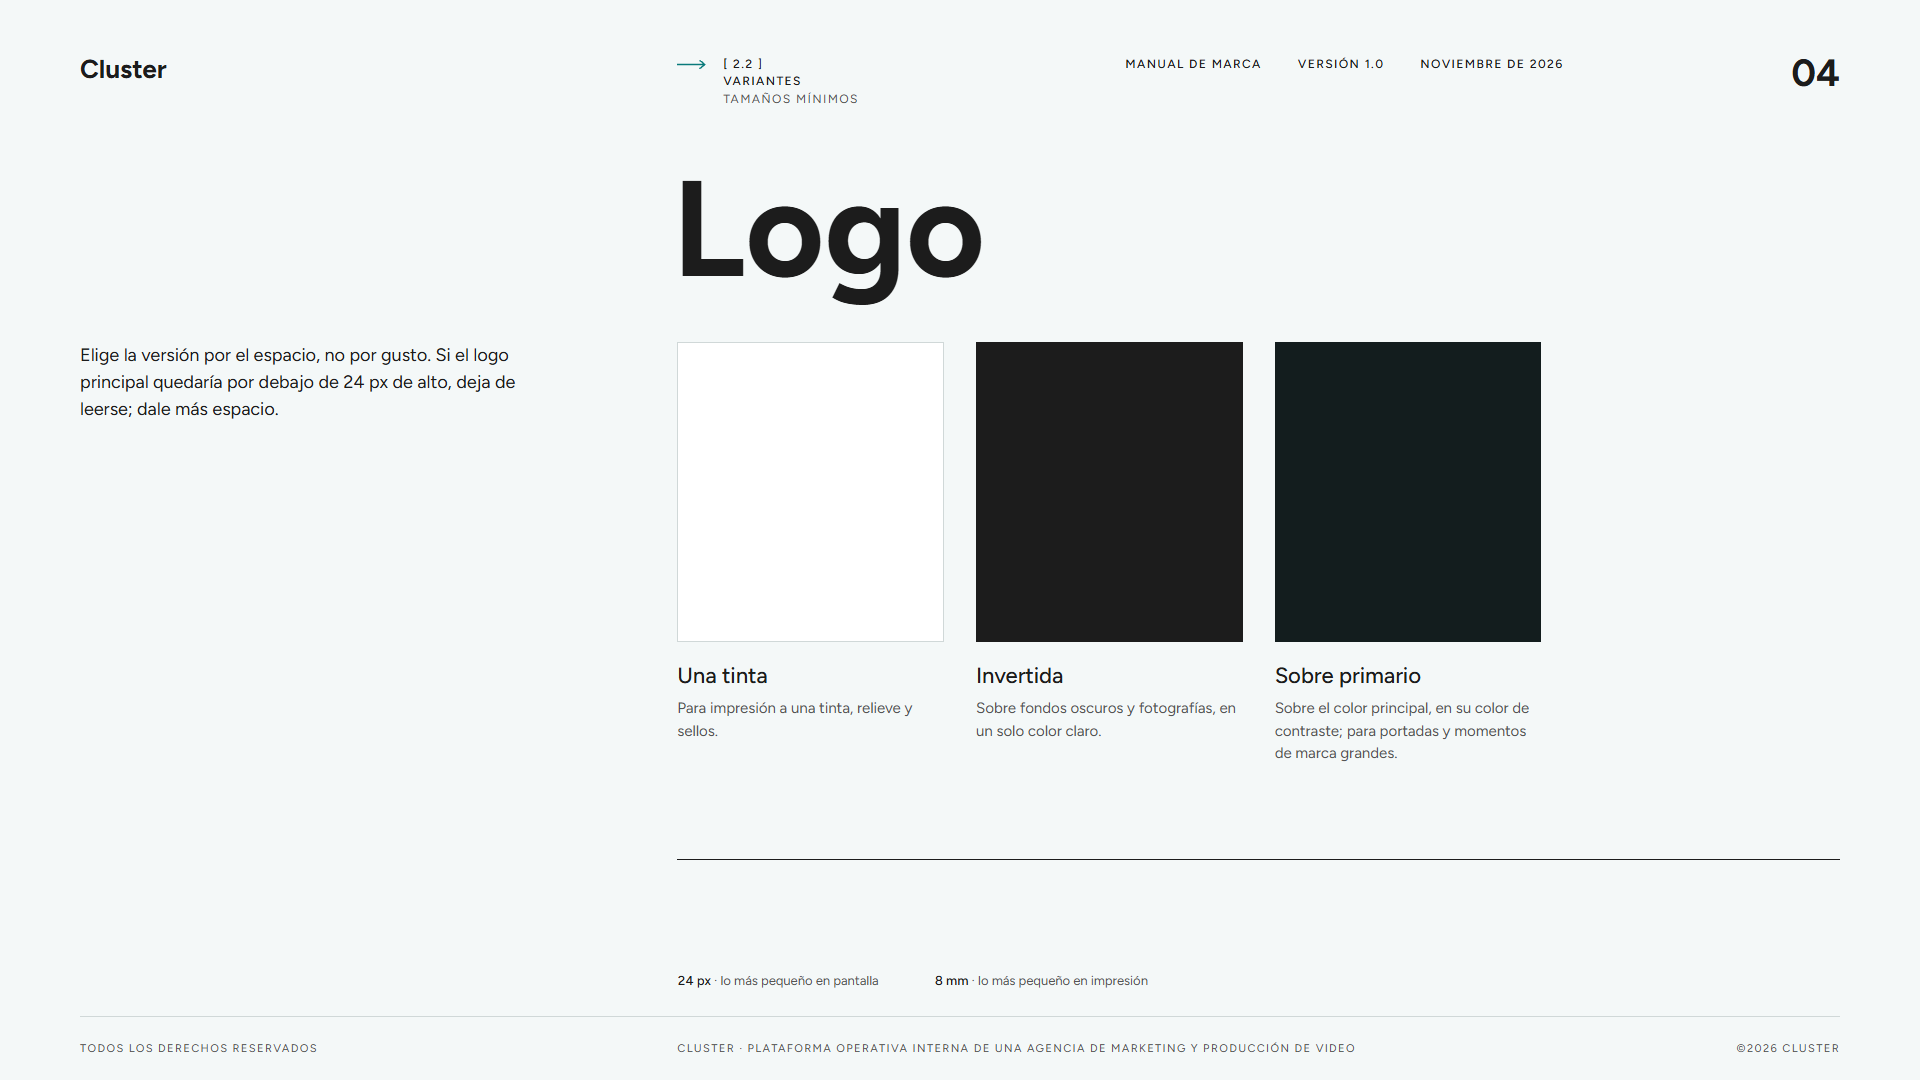 Cluster
[ 2.2 ]
VARIANTES
TAMAÑOS MÍNIMOS
MANUAL DE MARCA
VERSIÓN 1.0
NOVIEMBRE DE 2026
04
Logo
Elige la versión por el espacio, no por gusto. Si el logo
principal quedaría por debajo de 24 px de alto, deja de
leerse; dale más espacio.
Una tinta
Para impresión a una tinta, relieve y
sellos.
Invertida
Sobre fondos oscuros y fotografías, en
un solo color claro.
Sobre primario
Sobre el color principal, en su color de
contraste; para portadas y momentos
de marca grandes.
24 px · lo más pequeño en pantalla
8 mm · lo más pequeño en impresión
TODOS LOS DERECHOS RESERVADOS
CLUSTER · PLATAFORMA OPERATIVA INTERNA DE UNA AGENCIA DE MARKETING Y PRODUCCIÓN DE VIDEO
©2026 CLUSTER